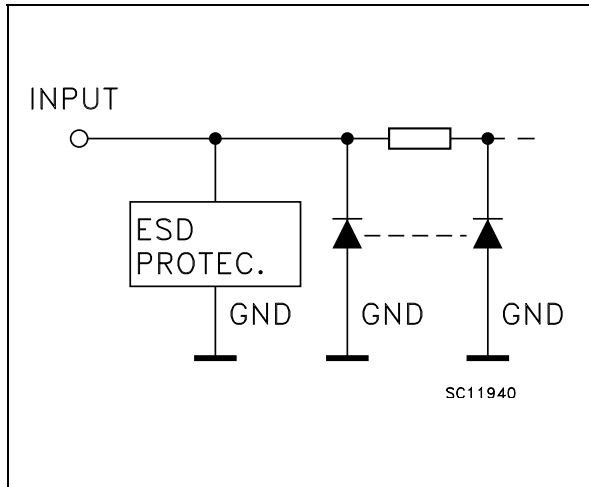 INPUT
ESD
PROTEC.
GND
GND
GND
SC11940